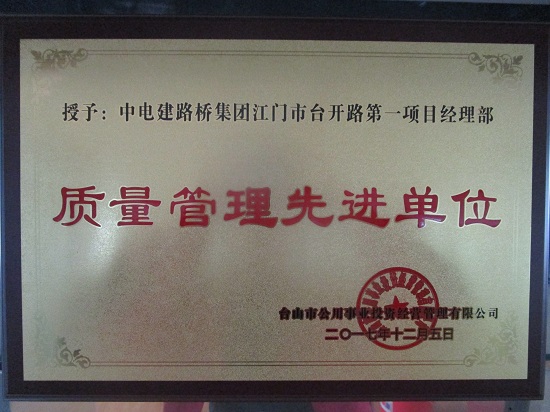 授予：中电建路桥集团江门市台开路第一项目经理部
质量管理先进单位
台山市公用事业投资经营管理有限公司
二〇一七年十二月五日